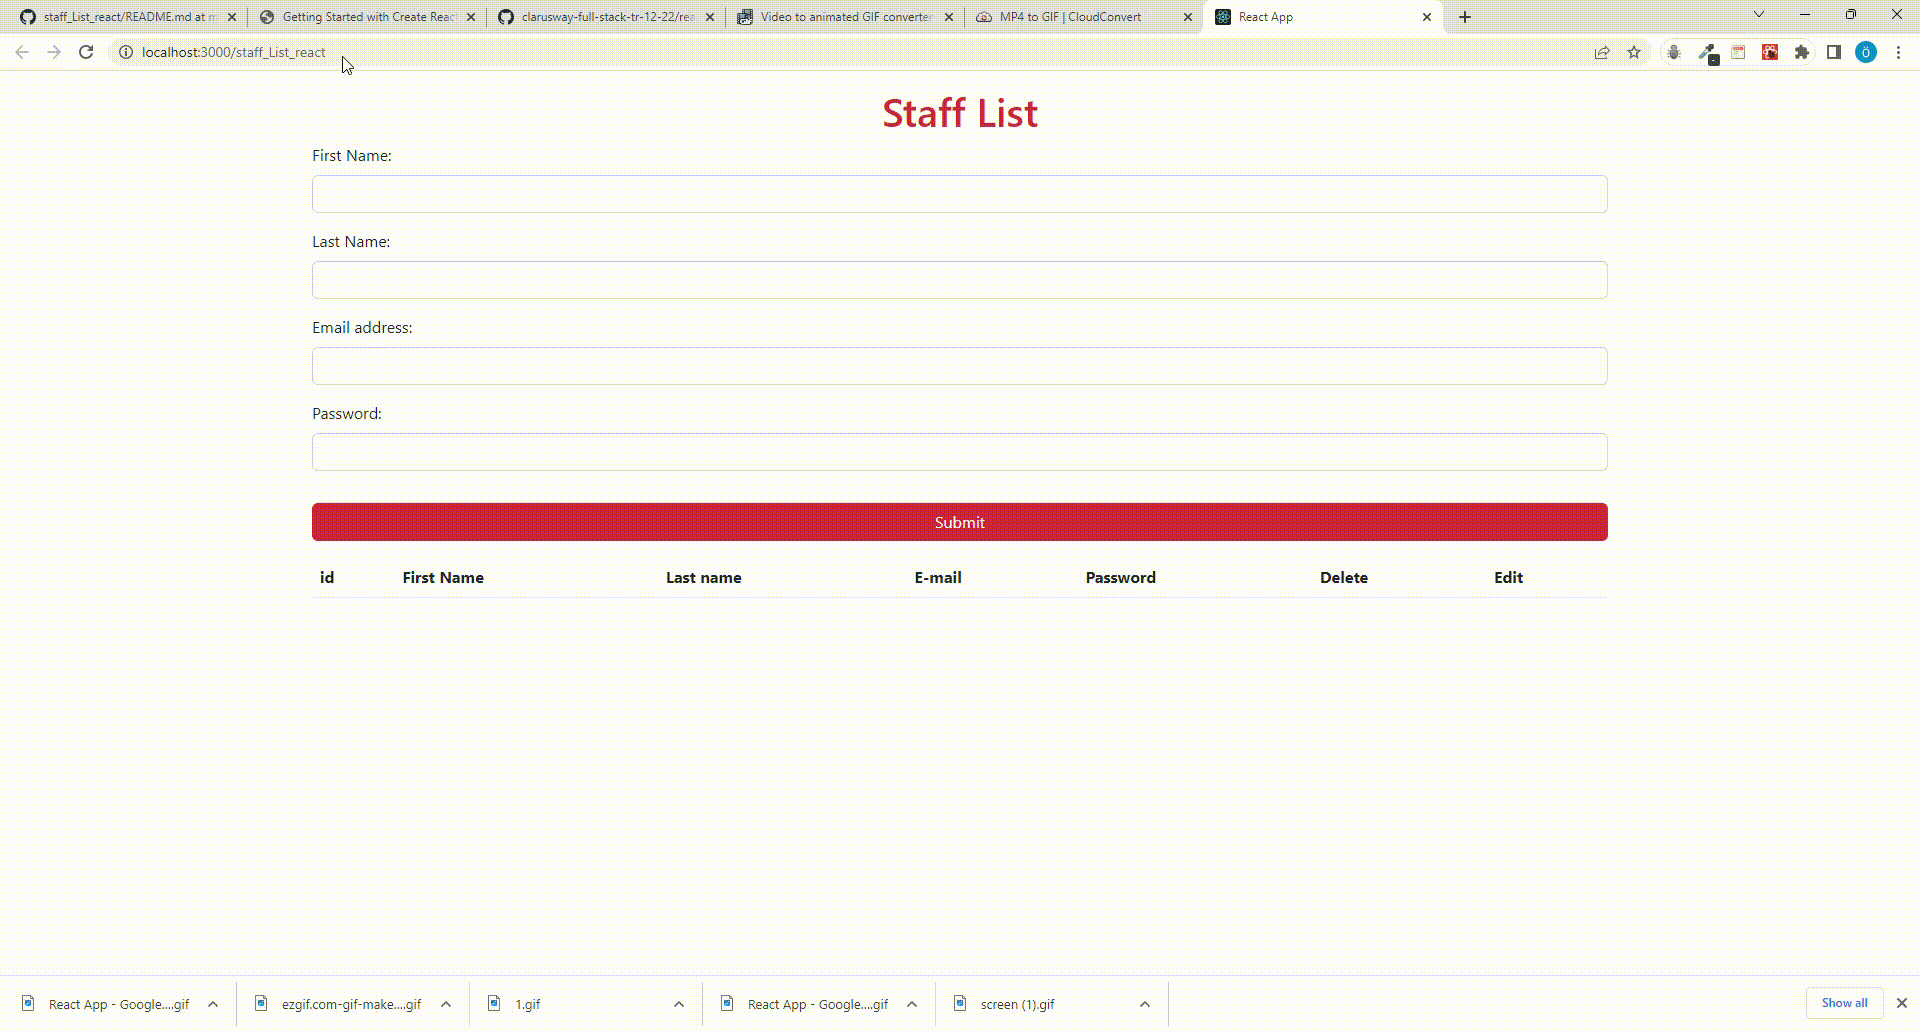 staff_List_react/README.md at m
Getting Started with Create Reac
clarusway-full-stack-tr-12-22/rea
Video to animated GIF converter
MP4 to GIF | CloudConvert
React App
localhost:3000/staff_List_react
Ö
Staff List
First Name:
Last Name:
Email address:
Password:
Submit
id First Name Last name E-mail Password Delete Edit
React App - Google....gif
ezgif.com-gif-make....gif
1.gif
React App - Google....gif
screen (1).gif
Show all